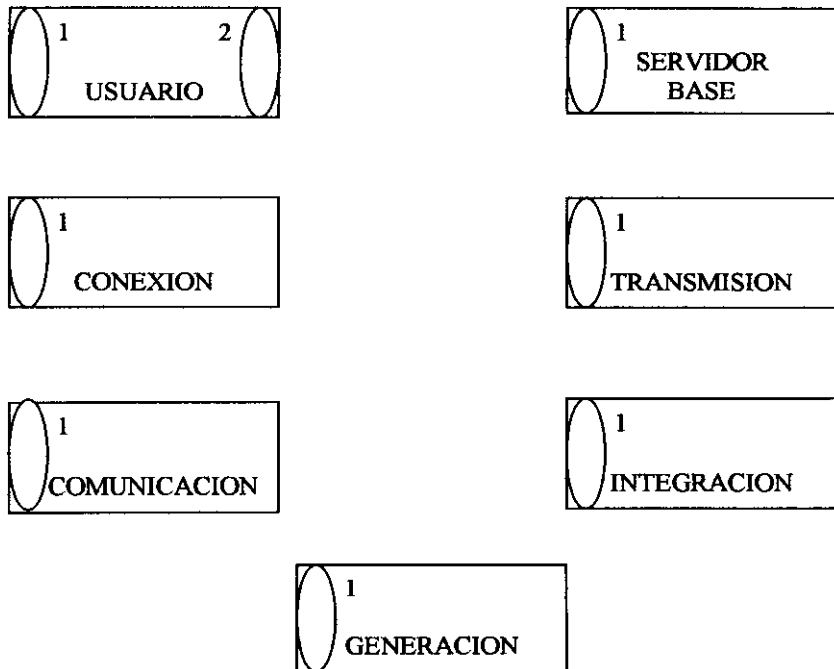 1 2
USUARIO
1
SERVIDOR
BASE
1
CONEXION
1
TRANSMISION
1
COMUNICACION
1
INTEGRACION
1
GENERACION